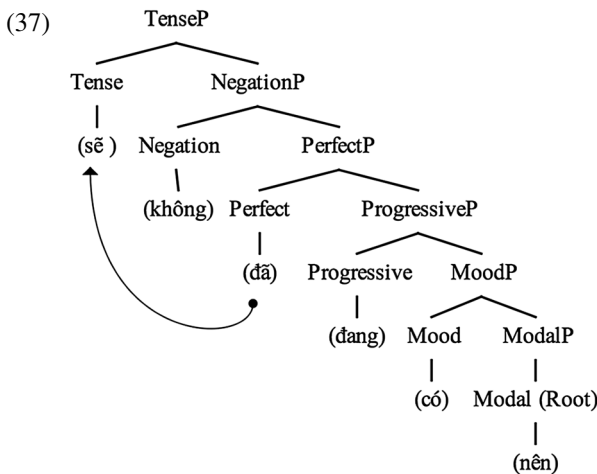 (37)
TenseP
Tense NegationP
(sẽ ) Negation PerfectP
(không) Perfect ProgressiveP
(đã) Progressive MoodP
(đang) Mood ModalP
(có) Modal (Root)
(nên)